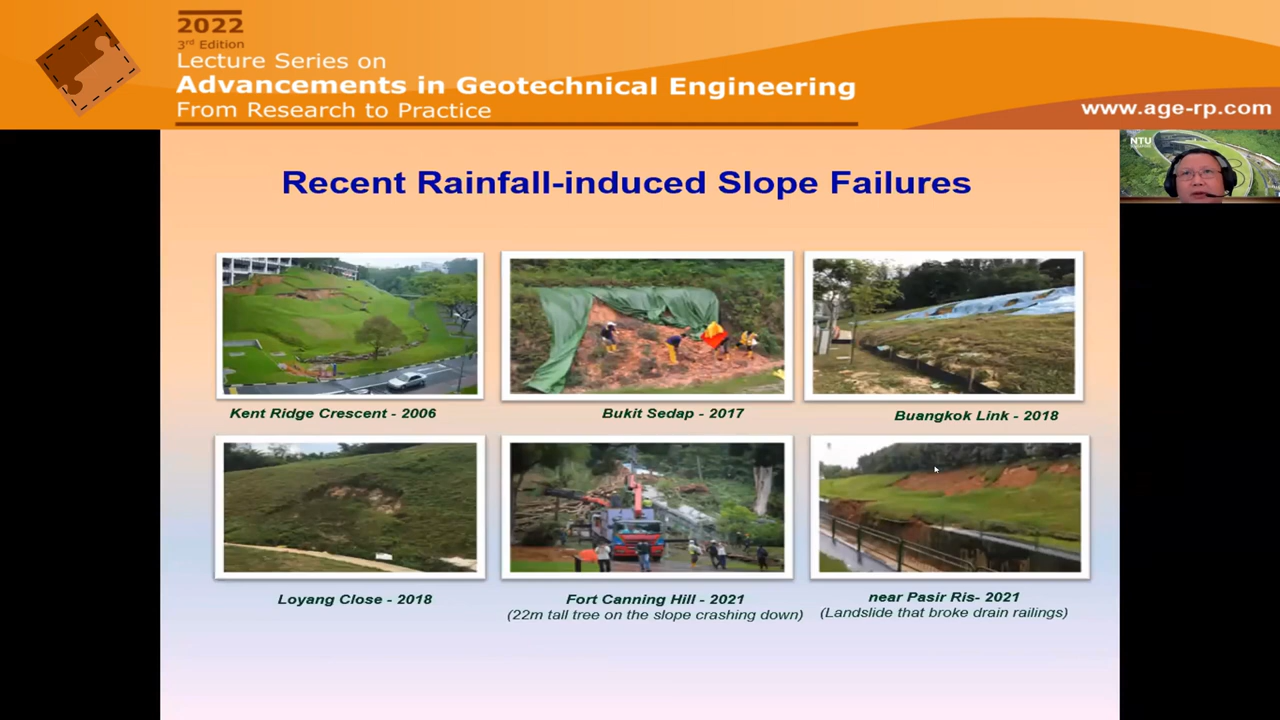 2022
3rd Edition
Lecture Series on
Advancements in Geotechnical Engineering
From Research to Practice
www.age-rp.com
NTU
Recent Rainfall-induced Slope Failures
Kent Ridge Crescent - 2006
Bukit Sedap - 2017
Buangkok Link - 2018
Loyang Close - 2018
Fort Canning Hill - 2021
(22m tall tree on the slope crashing down)
near Pasir Ris- 2021
(Landslide that broke drain railings)